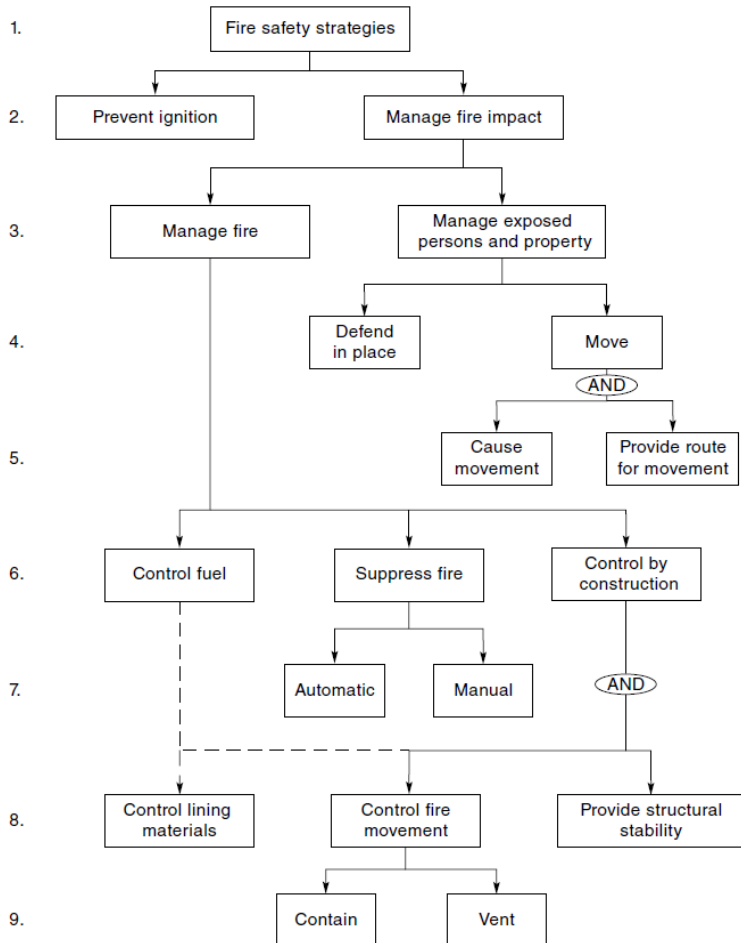 1.
Fire safety strategies
2.
Prevent ignition
Manage fire impact
3.
Manage fire
Manage exposed
persons and property
4.
Defend
in place
Move
AND
5.
Cause
movement
Provide route
for movement
6.
Control fuel
Suppress fire
Control by
construction
7.
Automatic
Manual
AND
8.
Control lining
materials
Control fire
movement
Provide structural
stability
9.
Contain
Vent